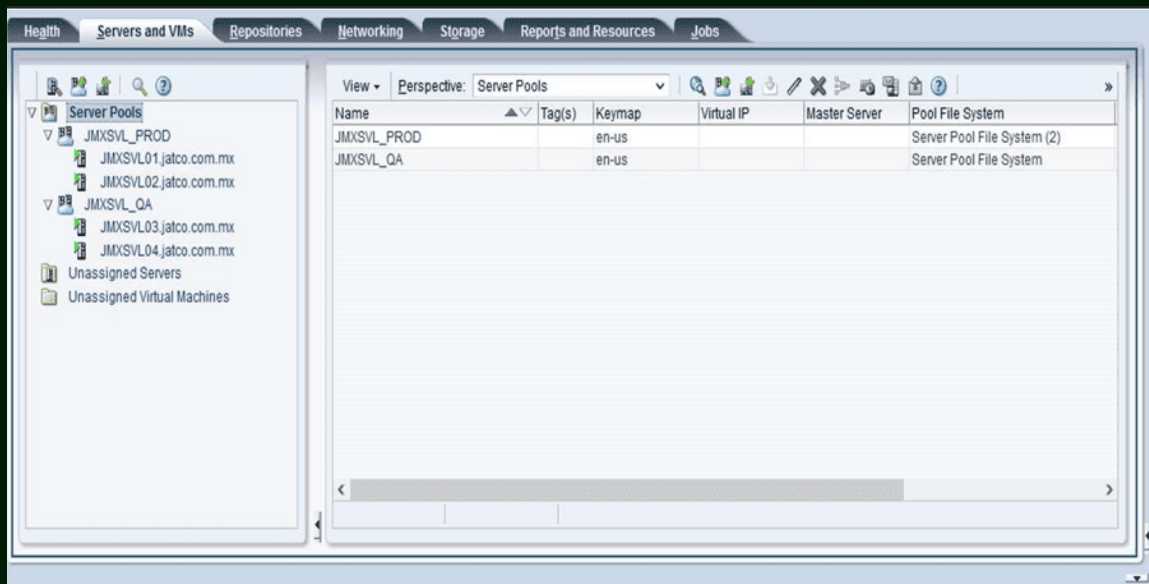 Health Servers and VMs Repositories Networking Storage Reports and Resources Jobs
Server Pools
JMXSVL_PROD
JMXSVL01.jatco.com.mx
JMXSVL02.jatco.com.mx
JMXSVL_QA
JMXSVL03.jatco.com.mx
JMXSVL04.jatco.com.mx
Unassigned Servers
Unassigned Virtual Machines
View Perspective: Server Pools »
Name Tag(s) Keymap Virtual IP Master Server Pool File System
JMXSVL_PROD en-us Server Pool File System (2)
JMXSVL_QA en-us Server Pool File System